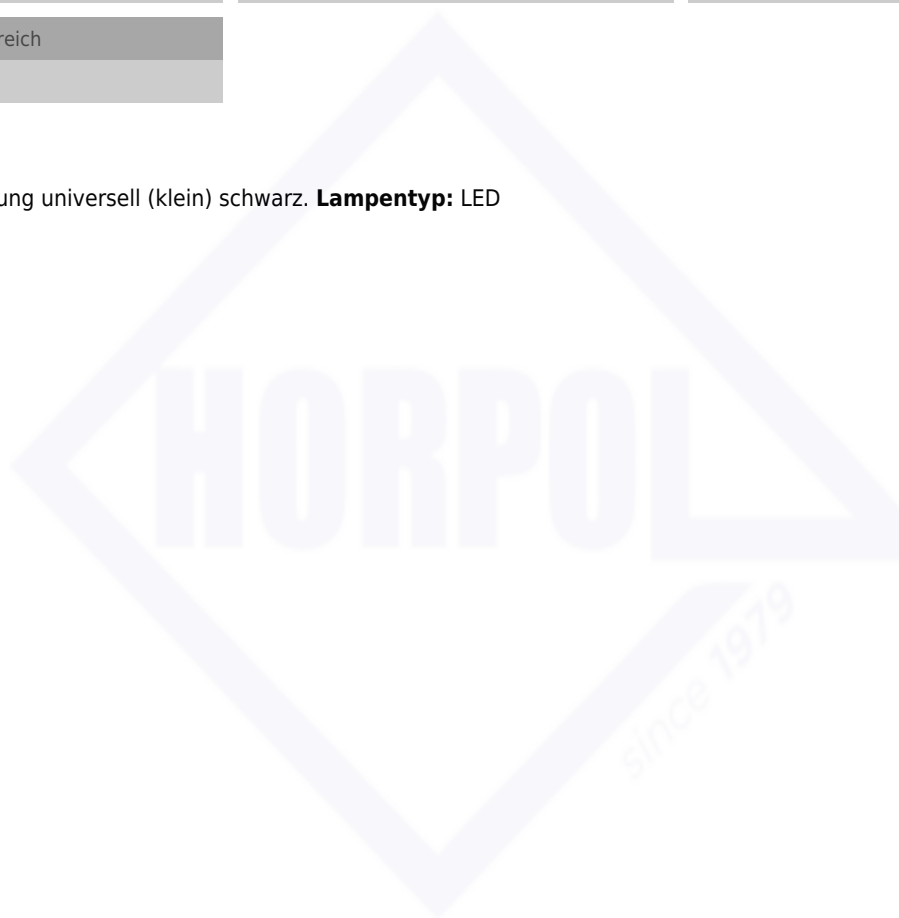 reich
ung universell (klein) schwarz. Lampentyp: LED
HORPOL
since 1979